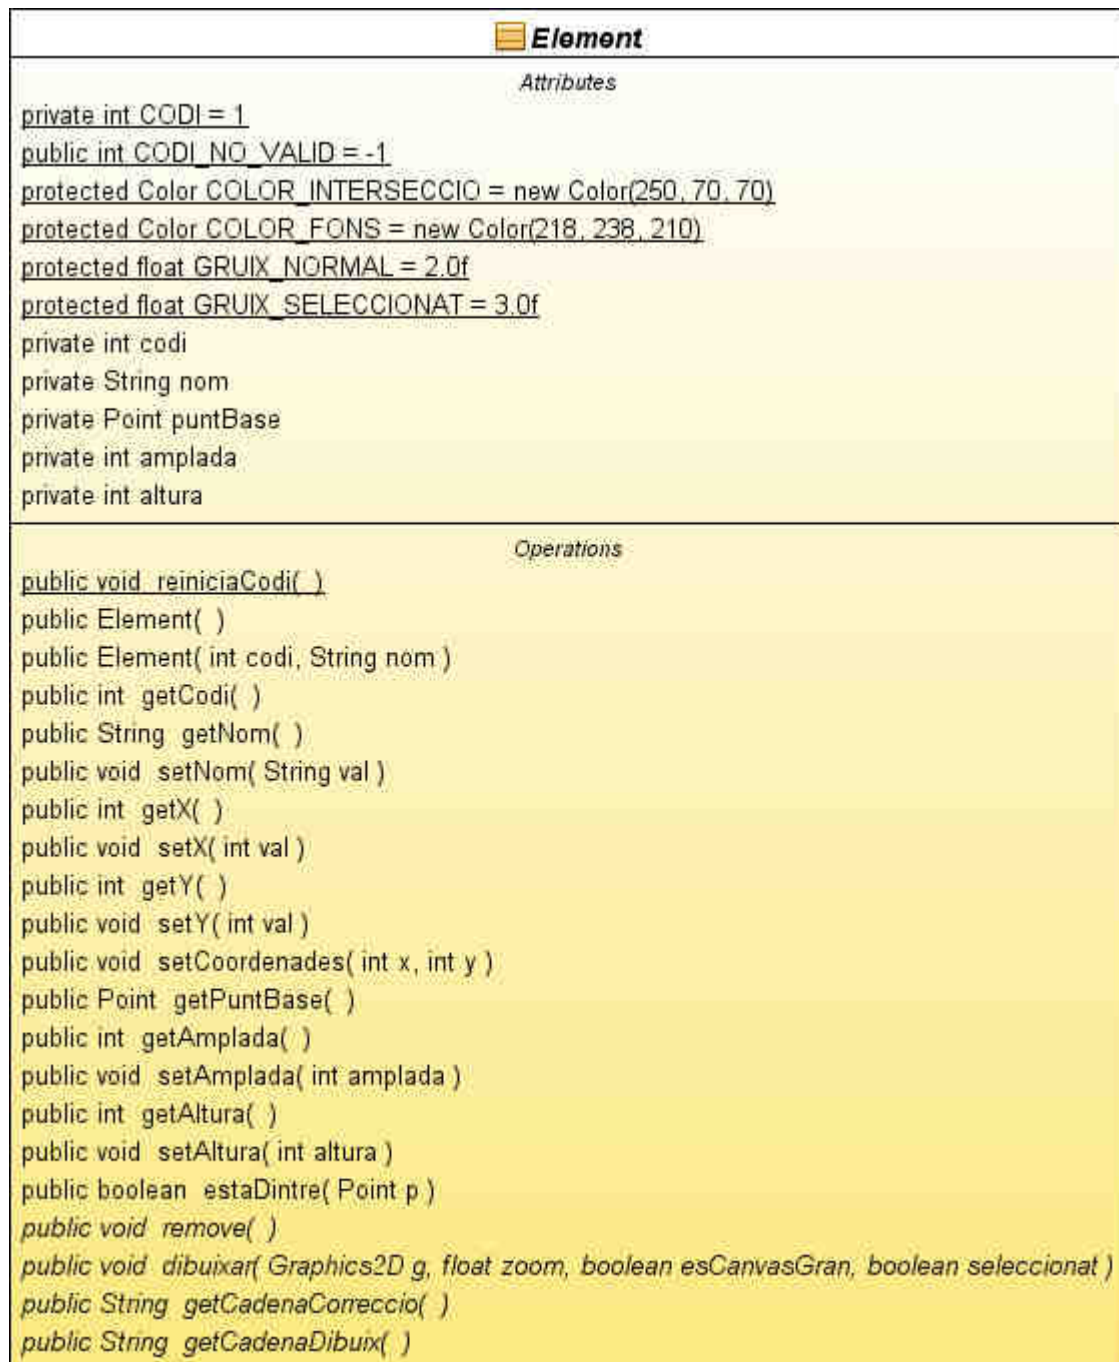 Element
Attributes
private int CODI = 1
public int CODI_NO_VALID = -1
protected Color COLOR_INTERSECCIO = new Color(250, 70, 70)
protected Color COLOR_FONS = new Color(218, 238, 210)
protected float GRUIX_NORMAL = 2.0f
protected float GRUIX_SELECCIONAT = 3.0f
private int codi
private String nom
private Point puntBase
private int amplada
private int altura
Operations
public void reiniciaCodi( )
public Element( )
public Element( int codi, String nom )
public int getCodi( )
public String getNom( )
public void setNom( String val )
public int getX( )
public void setX( int val )
public int getY( )
public void setY( int val )
public void setCoordenades( int x, int y )
public Point getPuntBase( )
public int getAmplada( )
public void setAmplada( int amplada )
public int getAltura( )
public void setAltura( int altura )
public boolean estaDintre( Point p )
public void remove( )
public void dibuixar( Graphics2D g, float zoom, boolean esCanvasGran, boolean seleccionat )
public String getCadenaCorreccio( )
public String getCadenaDibuix( )